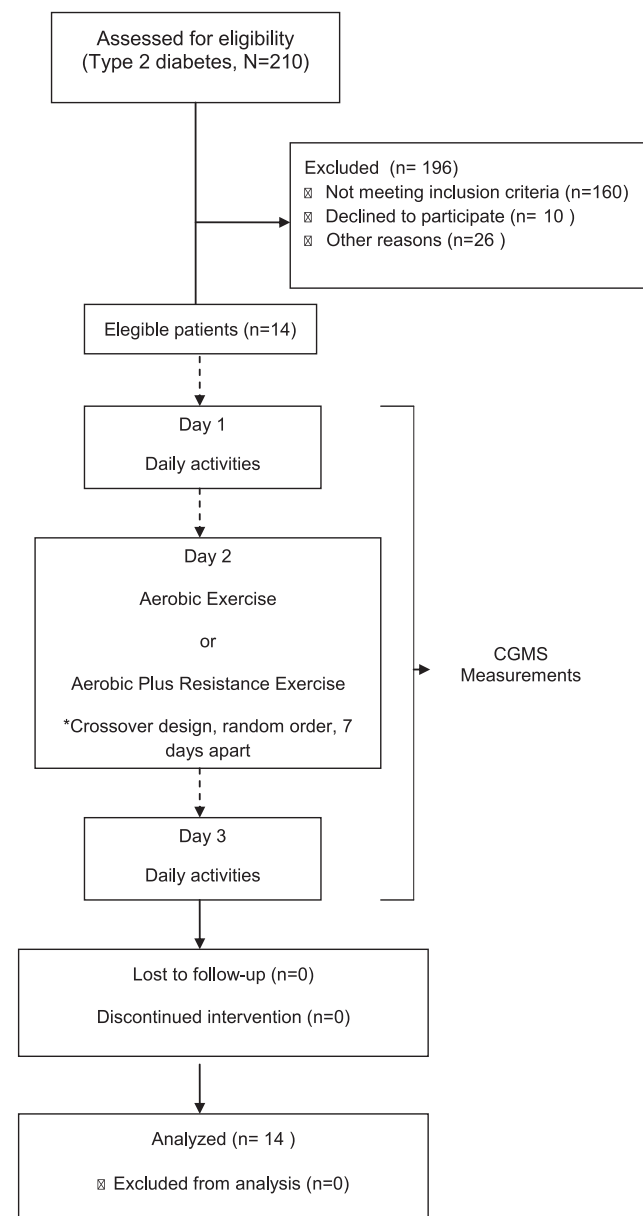 Assessed for eligibility
(Type 2 diabetes, N=210)
Excluded (n= 196)
Not meeting inclusion criteria (n=160)
Declined to participate (n= 10 )
Other reasons (n=26 )
Elegible patients (n=14)
Day 1
Daily activities
Day 2
Aerobic Exercise
or
Aerobic Plus Resistance Exercise
*Crossover design, random order, 7
days apart
CGMS
Measurements
Day 3
Daily activities
Lost to follow-up (n=0)
Discontinued intervention (n=0)
Analyzed (n= 14 )
Excluded from analysis (n=0)